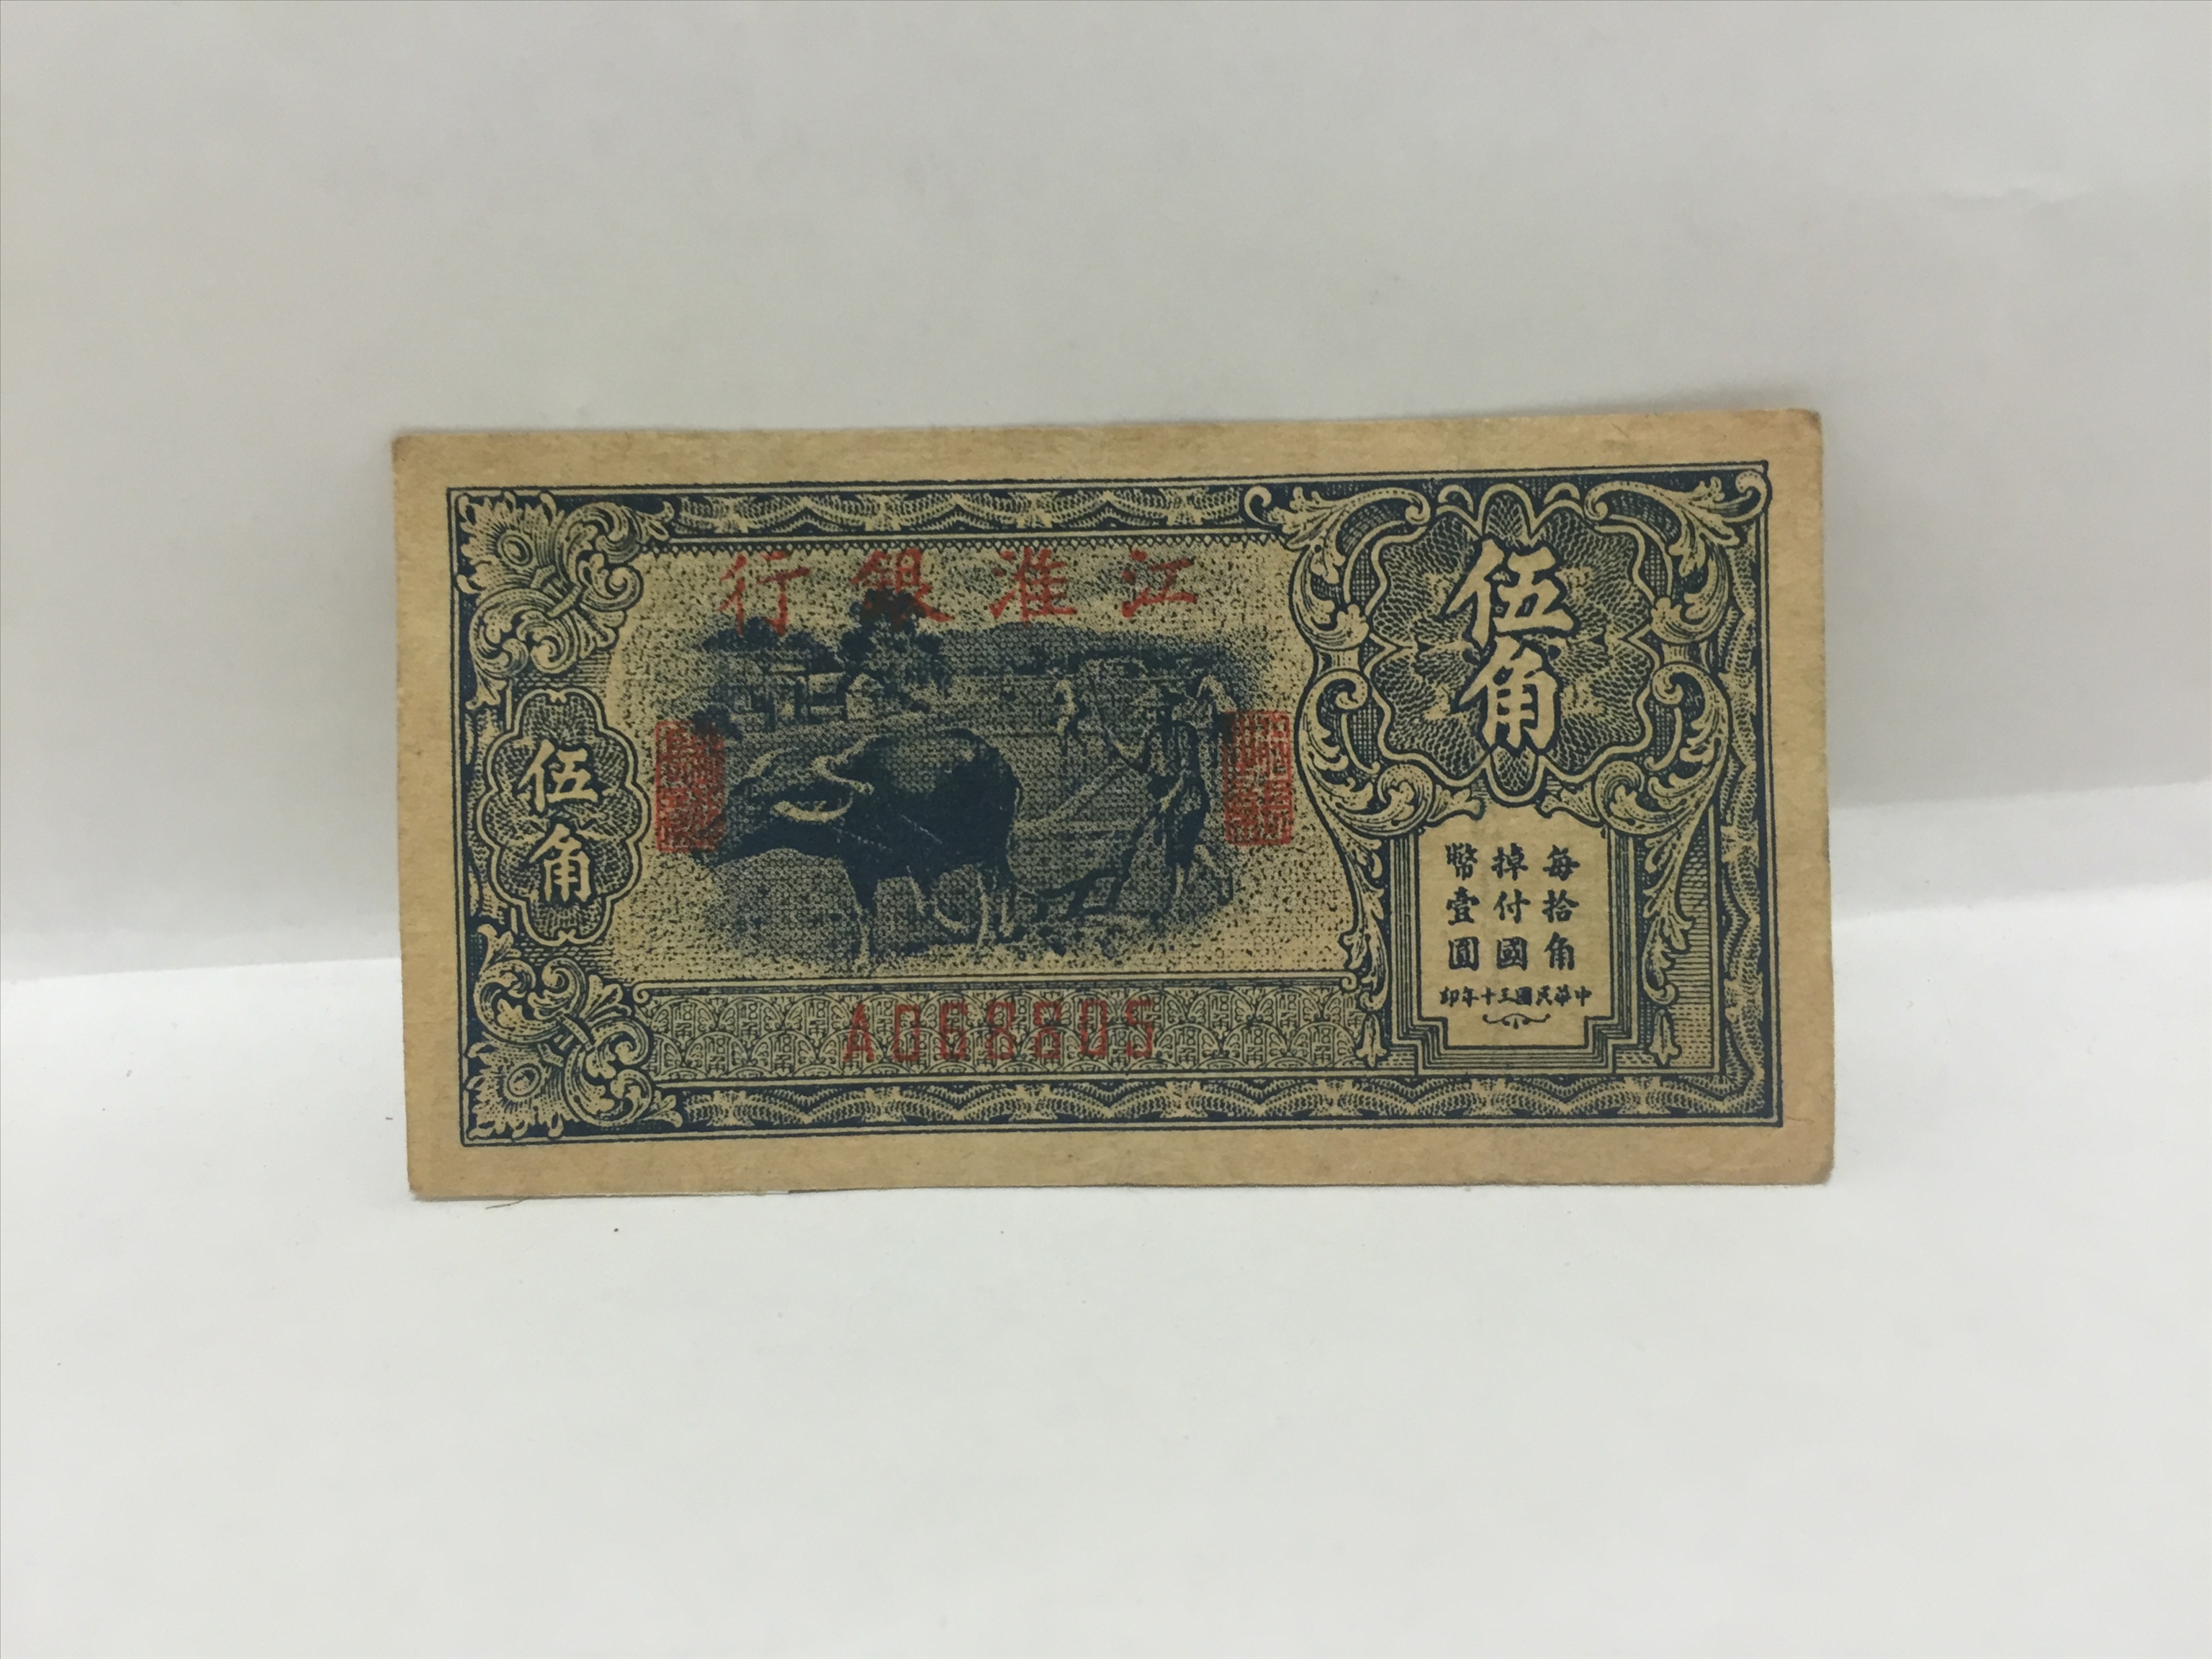 江淮銀行
伍角
伍角
每拾角
掉付國
幣壹圓
中華民國三十年印
A068805